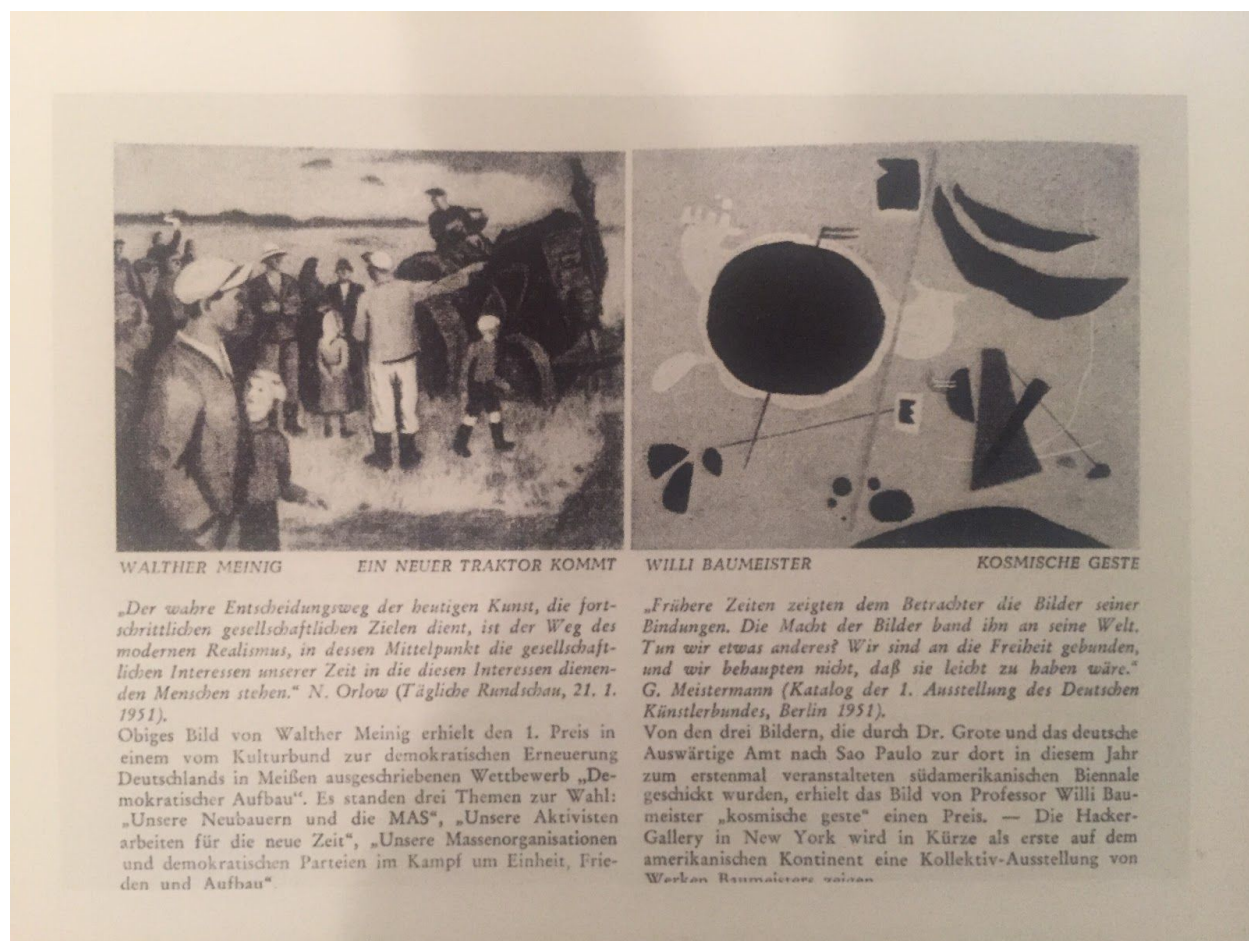 WALTHER MEINIG EIN NEUER TRAKTOR KOMMT
„Der wahre Entscheidungsweg der heutigen Kunst, die fort-
schrittlichen gesellschaftlichen Zielen dient, ist der Weg des
modernen Realismus, in dessen Mittelpunkt die gesellschaft-
lichen Interessen unserer Zeit in die diesen Interessen dienen-
den Menschen stehen.“ N. Orlow (Tägliche Rundschau, 21. 1.
1951).
Obiges Bild von Walther Meinig erhielt den 1. Preis in
einem vom Kulturbund zur demokratischen Erneuerung
Deutschlands in Meißen ausgeschriebenen Wettbewerb „De-
mokratischer Aufbau“. Es standen drei Themen zur Wahl:
„Unsere Neubauern und die MAS“, „Unsere Aktivisten
arbeiten für die neue Zeit“, „Unsere Massenorganisationen
und demokratischen Parteien im Kampf um Einheit, Frie-
den und Aufbau“
WILLI BAUMEISTER KOSMISCHE GESTE
„Frühere Zeiten zeigten dem Betrachter die Bilder seiner
Bindungen. Die Macht der Bilder band ihn an seine Welt.
Tun wir etwas anderes? Wir sind an die Freiheit gebunden,
und wir behaupten nicht, daß sie leicht zu haben wäre.“
G. Meistermann (Katalog der 1. Ausstellung des Deutschen
Künstlerbundes, Berlin 1951).
Von den drei Bildern, die durch Dr. Grote und das deutsche
Auswärtige Amt nach Sao Paulo zur dort in diesem Jahr
zum erstenmal veranstalteten südamerikanischen Biennale
geschickt wurden, erhielt das Bild von Professor Willi Bau-
meister „kosmische geste“ einen Preis. — Die Hacker-
Gallery in New York wird in Kürze als erste auf dem
amerikanischen Kontinent eine Kollektiv-Ausstellung von
Werken Baumeisters zeigen